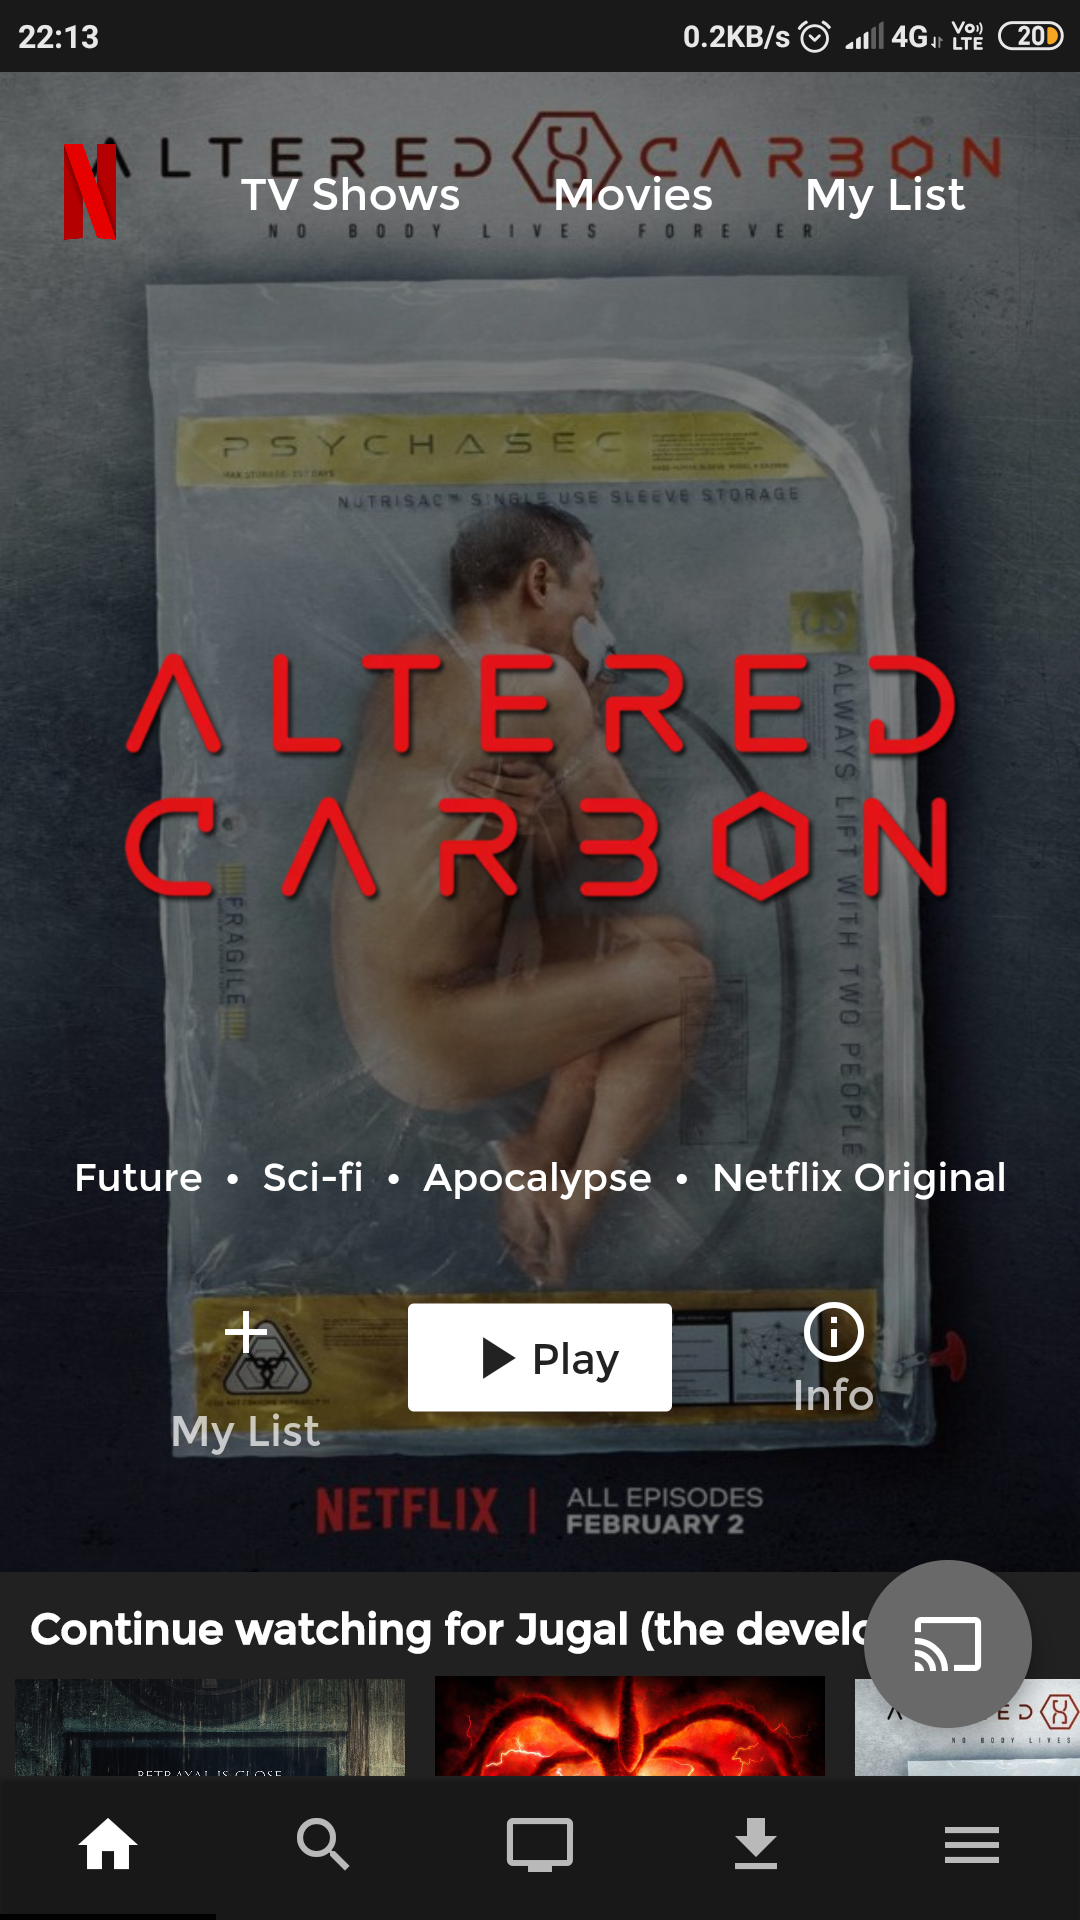 22:13
0.2KB/s 4G Vo)) LTE 20
ALTERED CARBON
N TV Shows Movies My List
NO BODY LIVES FOREVER
PSYCHASEC
NUTRISAC™ SINGLE USE SLEEVE STORAGE
3
ALWAYS LIFT WITH TWO PEOPLE
ALTERED
CARBON
FRAGILE
Future • Sci-fi • Apocalypse • Netflix Original
MATERIAL
Play
Info
My List
NETFLIX | ALL EPISODES
FEBRUARY 2
Continue watching for Jugal (the develo
BETRAYAL IS CLOSE
NO BODY LIVES